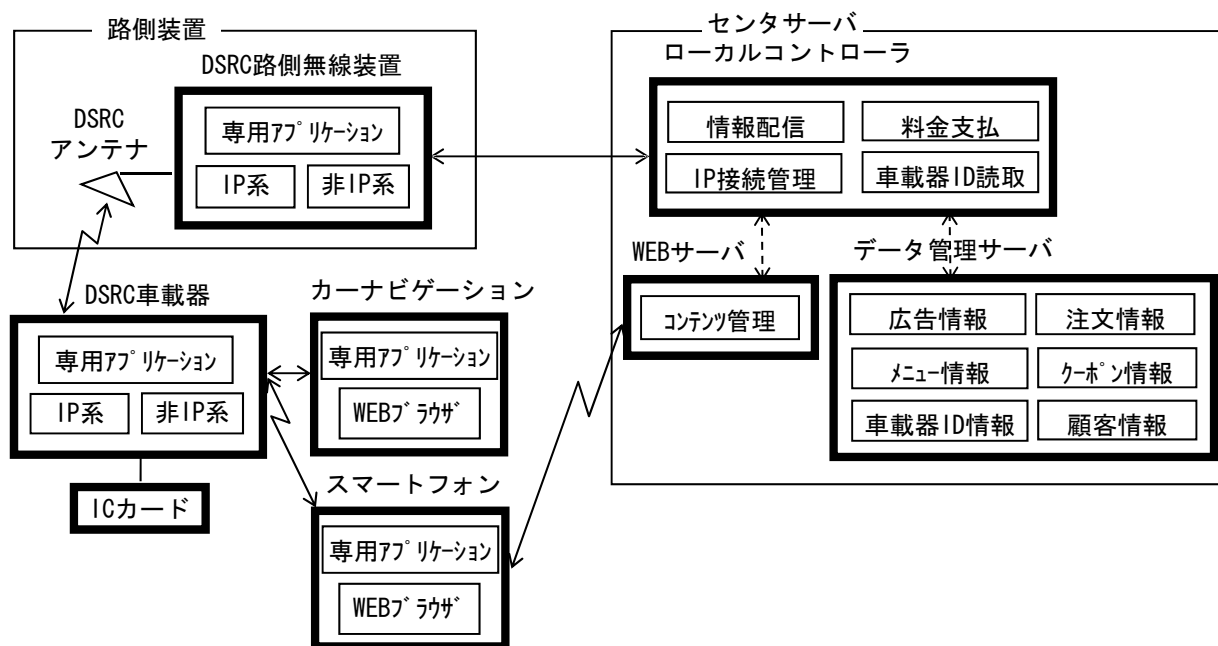 路側装置
DSRC路側無線装置
DSRC
アンテナ
専用アプリケーション
IP系
非IP系
センタサーバ
ローカルコントローラ
情報配信
料金支払
IP接続管理
車載器ID読取
WEBサーバ
コンテンツ管理
データ管理サーバ
広告情報
注文情報
メニュー情報
クーポン情報
車載器ID情報
顧客情報
DSRC車載器
専用アプリケーション
IP系
非IP系
ICカード
カーナビゲーション
専用アプリケーション
WEBブラウザ
スマートフォン
専用アプリケーション
WEBブラウザ